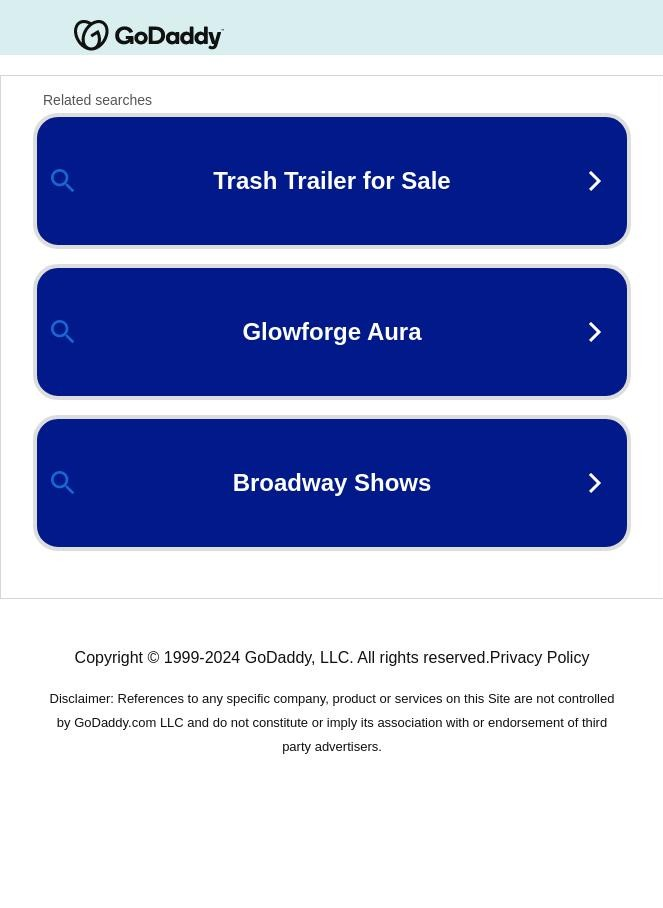 GoDaddy
Related searches
Trash Trailer for Sale
Glowforge Aura
Broadway Shows
Copyright © 1999-2024 GoDaddy, LLC. All rights reserved.Privacy Policy
Disclaimer: References to any specific company, product or services on this Site are not controlled
by GoDaddy.com LLC and do not constitute or imply its association with or endorsement of third
party advertisers.